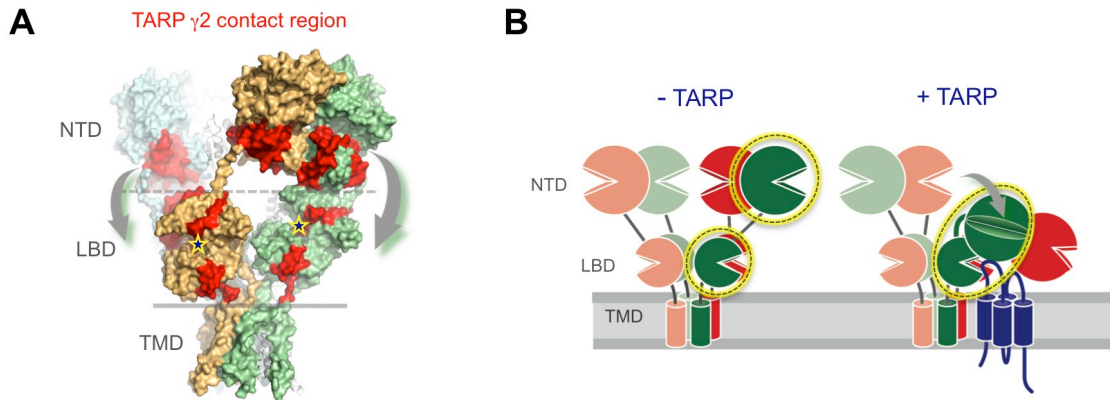 A
TARP γ2 contact region
NTD
LBD
TMD
B
- TARP
+ TARP
NTD
LBD
TMD